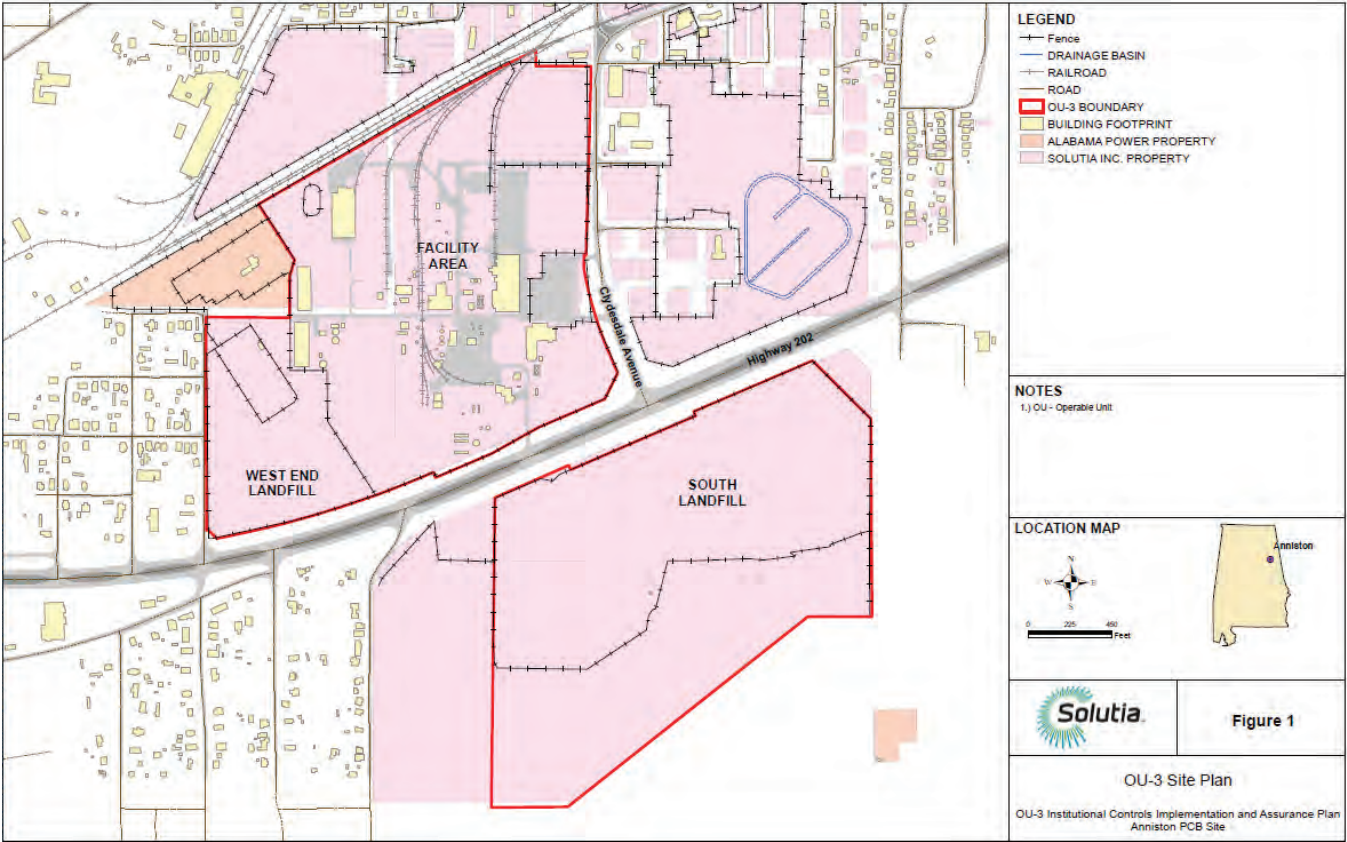 FACILITY
AREA
Clydesdale Avenue
Highway 202
WEST END
LANDFILL
SOUTH
LANDFILL
LEGEND
Fence
DRAINAGE BASIN
RAILROAD
ROAD
OU-3 BOUNDARY
BUILDING FOOTPRINT
ALABAMA POWER PROPERTY
SOLUTIA INC. PROPERTY
NOTES
1.) OU - Operable Unit
LOCATION MAP
Anniston
N
W E
S
0 225 450
Feet
Solutia
Figure 1
OU-3 Site Plan
OU-3 Institutional Controls Implementation and Assurance Plan
Anniston PCB Site